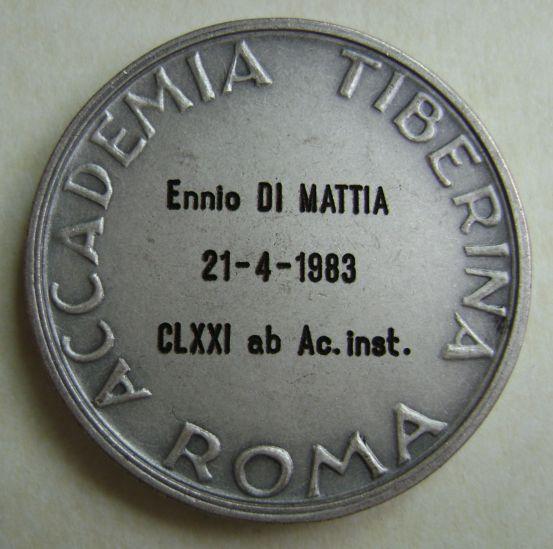 ACCADEMIA TIBERINA
ROMA
Ennio DI MATTIA
21-4-1983
CLXXI ab Ac. inst.